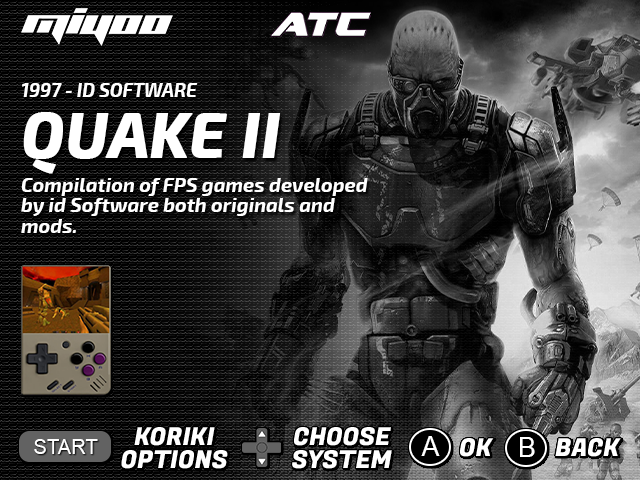 miyoo
ATC
1997 - ID SOFTWARE
QUAKE II
Compilation of FPS games developed
by id Software both originals and
mods.
START
KORIKI
OPTIONS
CHOOSE
SYSTEM
A
OK
B
BACK